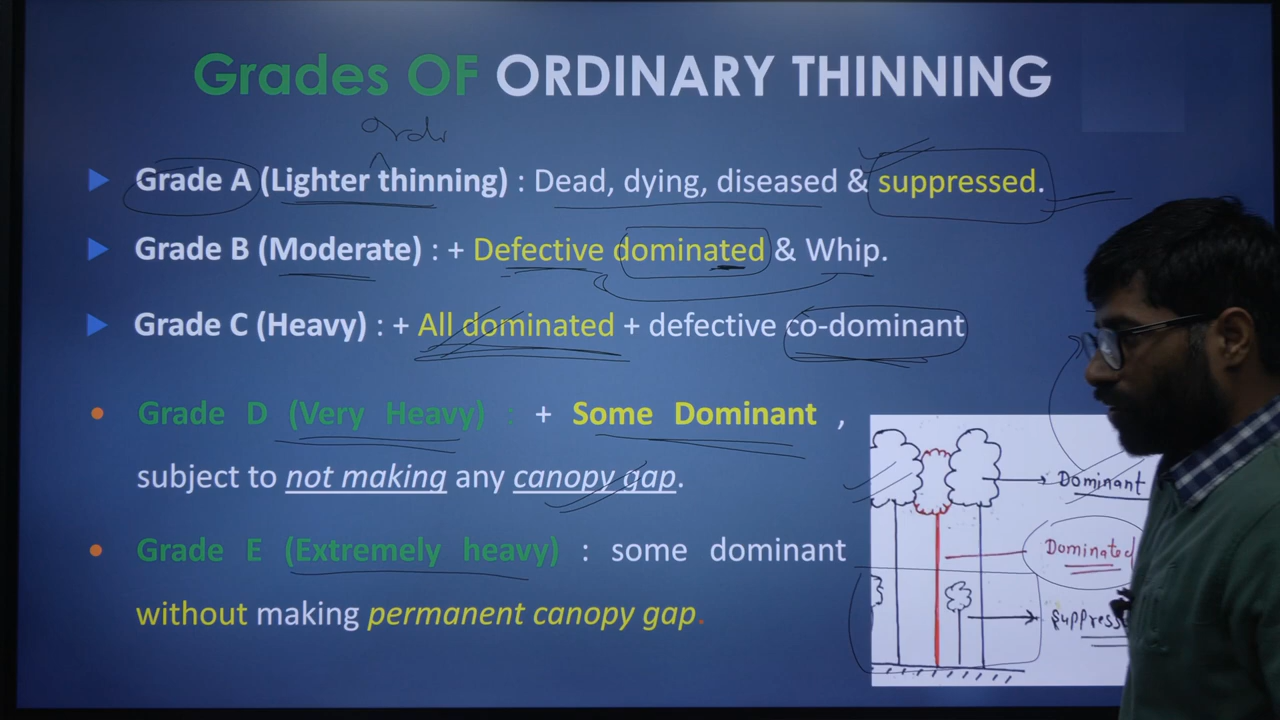 Grades OF ORDINARY THINNING
Grade A (Lighter thinning) : Dead, dying, diseased & suppressed.
Grade B (Moderate) : + Defective dominated & Whip.
Grade C (Heavy) : + All dominated + defective co-dominant
Grade D (Very Heavy) : + Some Dominant ,
subject to not making any canopy gap.
Grade E (Extremely heavy) : some dominant
without making permanent canopy gap.
Dominant
Dominated
Suppress